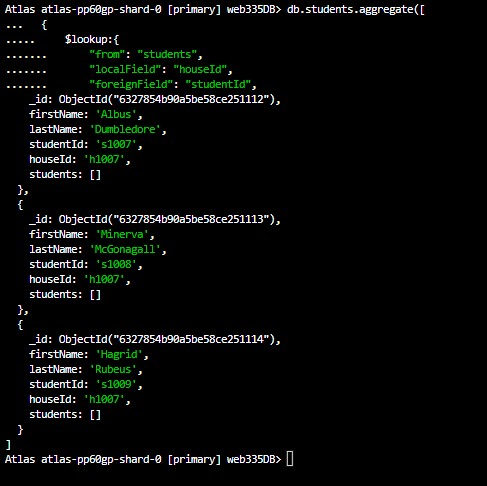 Atlas atlas-pp60gp-shard-0 [primary] web335DB> db.students.aggregate([
...   {
.....     $lookup:{
.......       "from": "students",
.......       "localField": "houseId",
.......       "foreignField": "studentId",
    _id: ObjectId("6327854b90a5be58ce251112"),
    firstName: 'Albus',
    lastName: 'Dumbledore',
    studentId: 's1007',
    houseId: 'h1007',
    students: []
  },
  {
    _id: ObjectId("6327854b90a5be58ce251113"),
    firstName: 'Minerva',
    lastName: 'McGonagall',
    studentId: 's1008',
    houseId: 'h1007',
    students: []
  },
  {
    _id: ObjectId("6327854b90a5be58ce251114"),
    firstName: 'Hagrid',
    lastName: 'Rubeus',
    studentId: 's1009',
    houseId: 'h1007',
    students: []
  }
]
Atlas atlas-pp60gp-shard-0 [primary] web335DB>